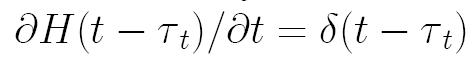 ∂H(t − τ_t)/∂t = δ(t − τ_t)